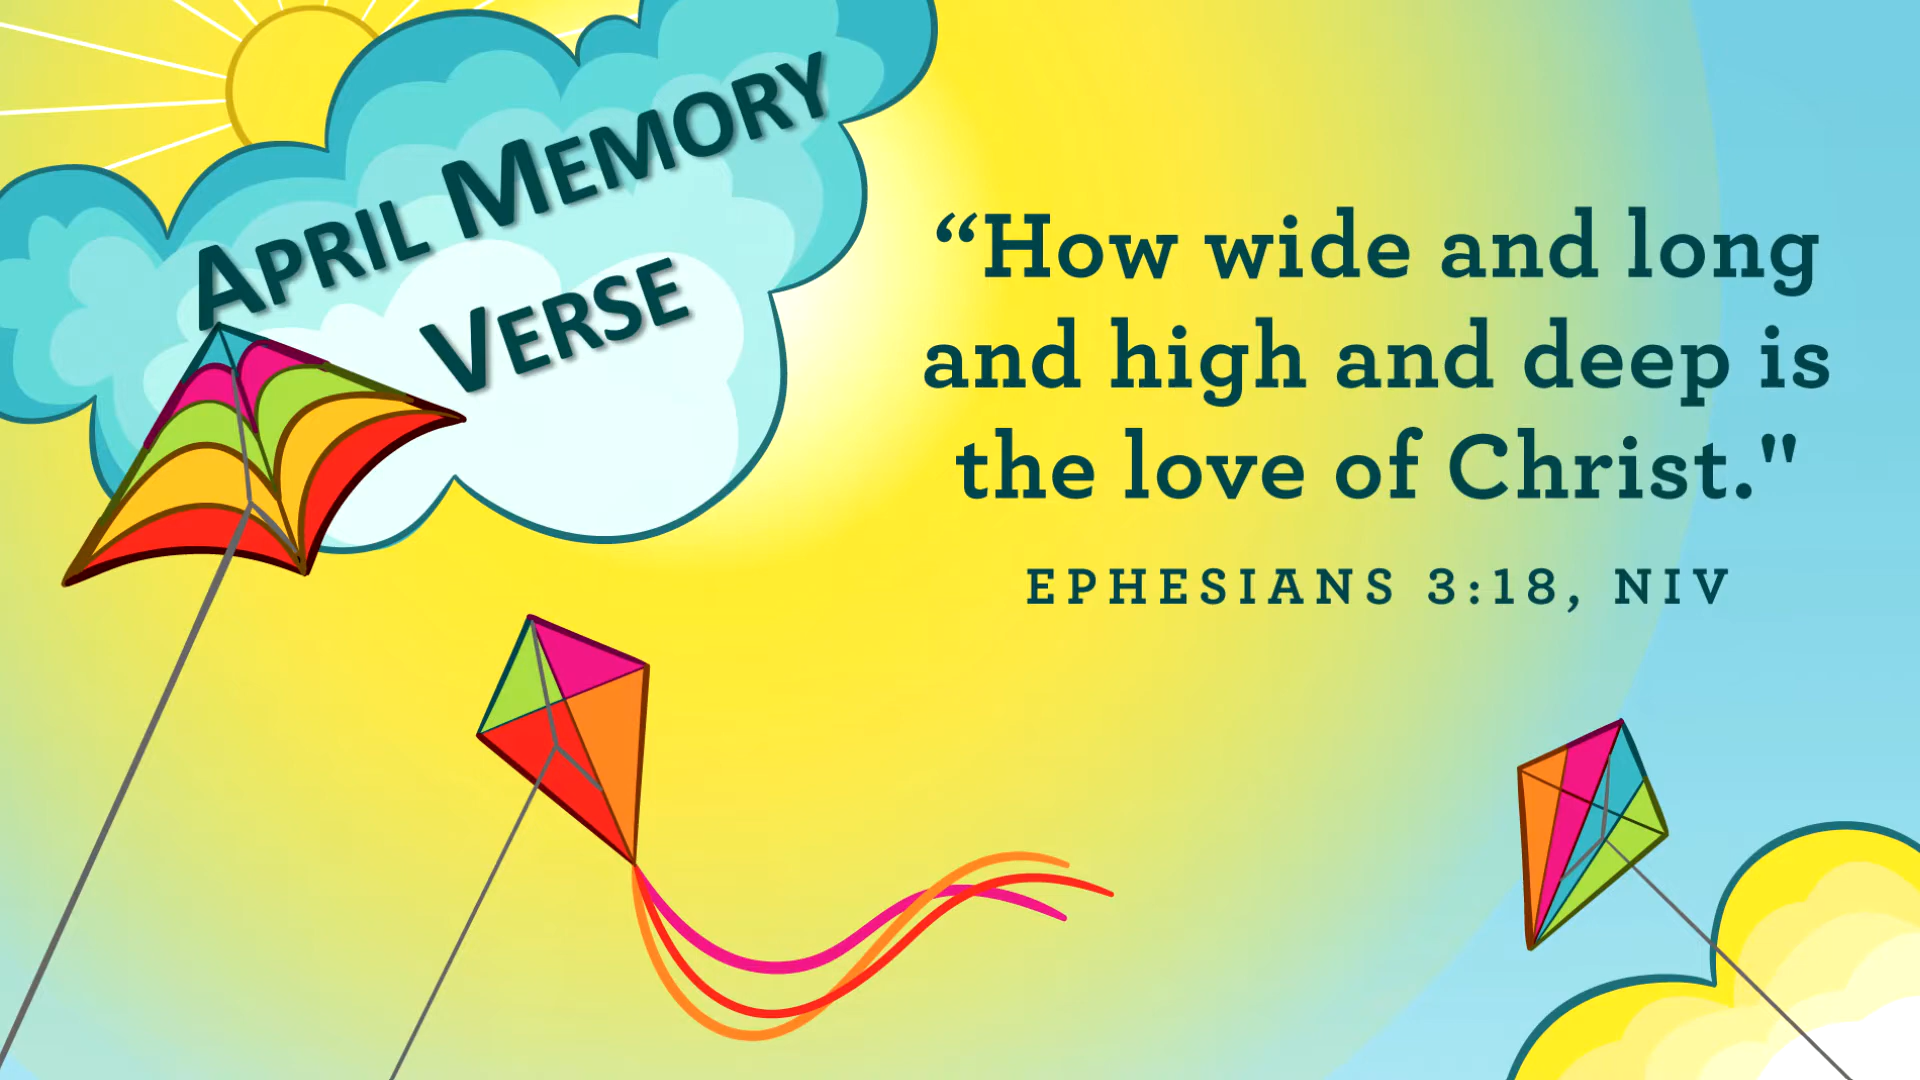 APRIL MEMORY
VERSE
“How wide and long
and high and deep is
the love of Christ."
EPHESIANS 3:18, NIV